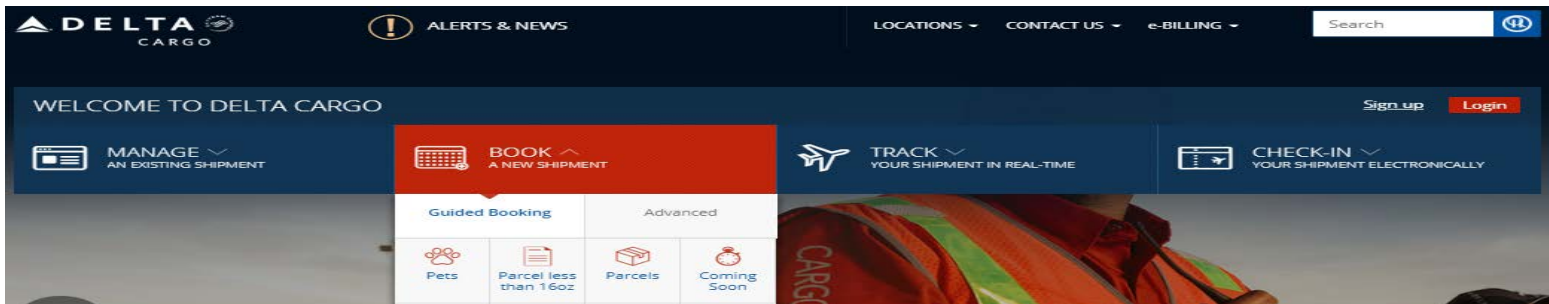 DELTA
CARGO
ALERTS & NEWS
LOCATIONS
CONTACT US
e-BILLING
Search
WELCOME TO DELTA CARGO
Sign up
Login
MANAGE
AN EXISTING SHIPMENT
BOOK
A NEW SHIPMENT
TRACK
YOUR SHIPMENT IN REAL-TIME
CHECK-IN
YOUR SHIPMENT ELECTRONICALLY
Guided Booking
Advanced
Pets
Parcel less
than 16oz
Parcels
Coming
Soon
CARGO